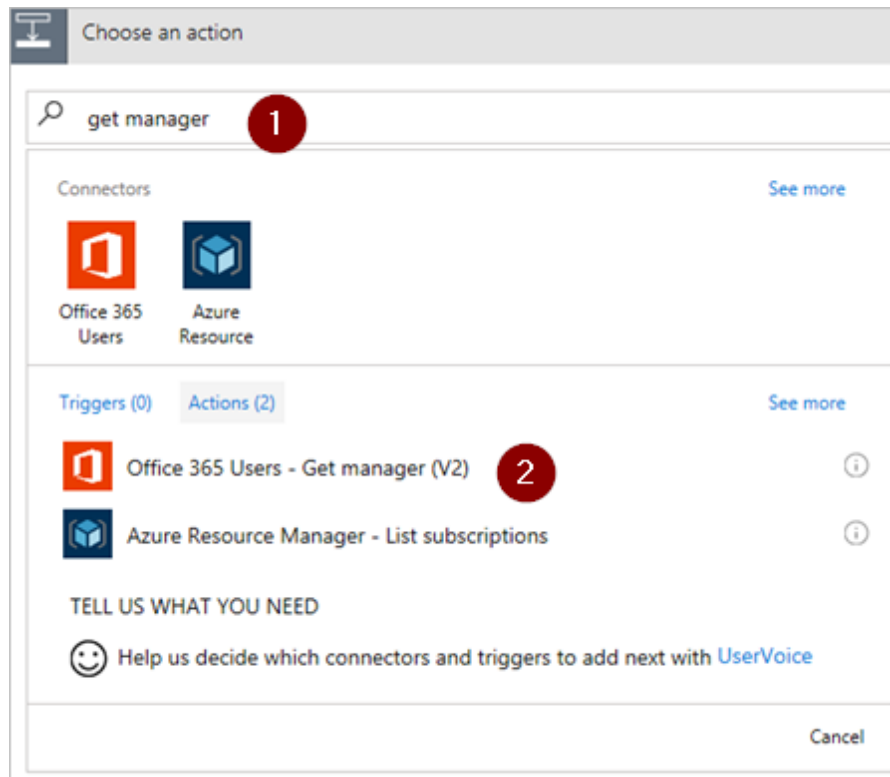 Choose an action
get manager
1
Connectors
See more
Office 365
Users
Azure
Resource
Triggers (0)
Actions (2)
See more
Office 365 Users - Get manager (V2)
2
Azure Resource Manager - List subscriptions
TELL US WHAT YOU NEED
Help us decide which connectors and triggers to add next with UserVoice
Cancel